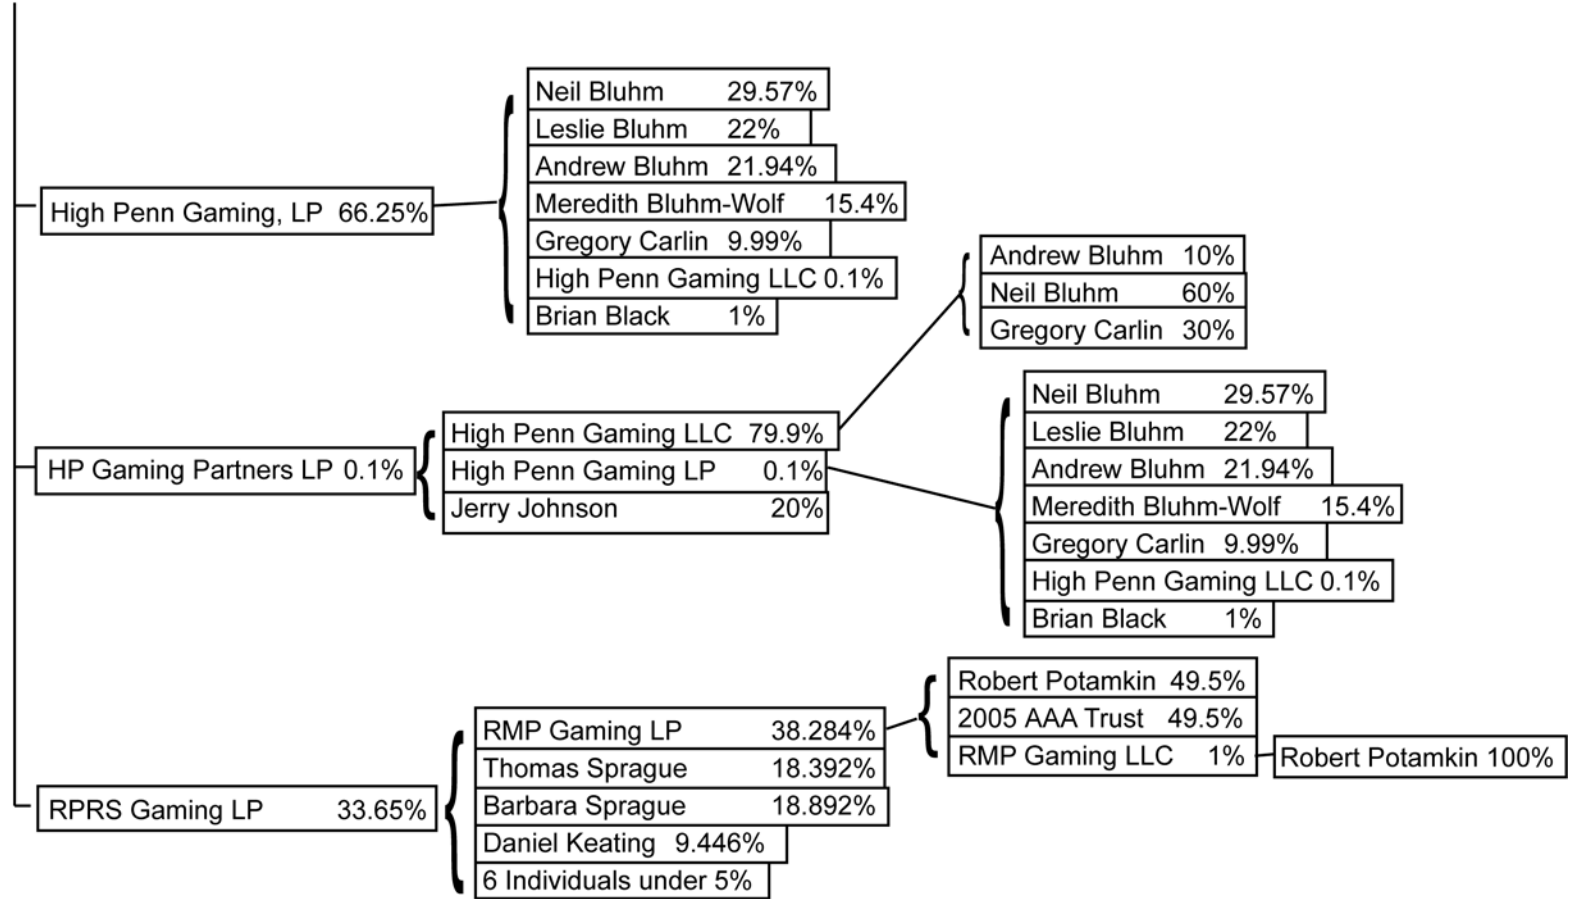 High Penn Gaming, LP 66.25%
Neil Bluhm 29.57%
Leslie Bluhm 22%
Andrew Bluhm 21.94%
Meredith Bluhm-Wolf 15.4%
Gregory Carlin 9.99%
High Penn Gaming LLC 0.1%
Brian Black 1%
HP Gaming Partners LP 0.1%
High Penn Gaming LLC 79.9%
High Penn Gaming LP 0.1%
Jerry Johnson 20%
Andrew Bluhm 10%
Neil Bluhm 60%
Gregory Carlin 30%
Neil Bluhm 29.57%
Leslie Bluhm 22%
Andrew Bluhm 21.94%
Meredith Bluhm-Wolf 15.4%
Gregory Carlin 9.99%
High Penn Gaming LLC 0.1%
Brian Black 1%
RPRS Gaming LP 33.65%
RMP Gaming LP 38.284%
Thomas Sprague 18.392%
Barbara Sprague 18.892%
Daniel Keating 9.446%
6 Individuals under 5%
Robert Potamkin 49.5%
2005 AAA Trust 49.5%
RMP Gaming LLC 1%
Robert Potamkin 100%